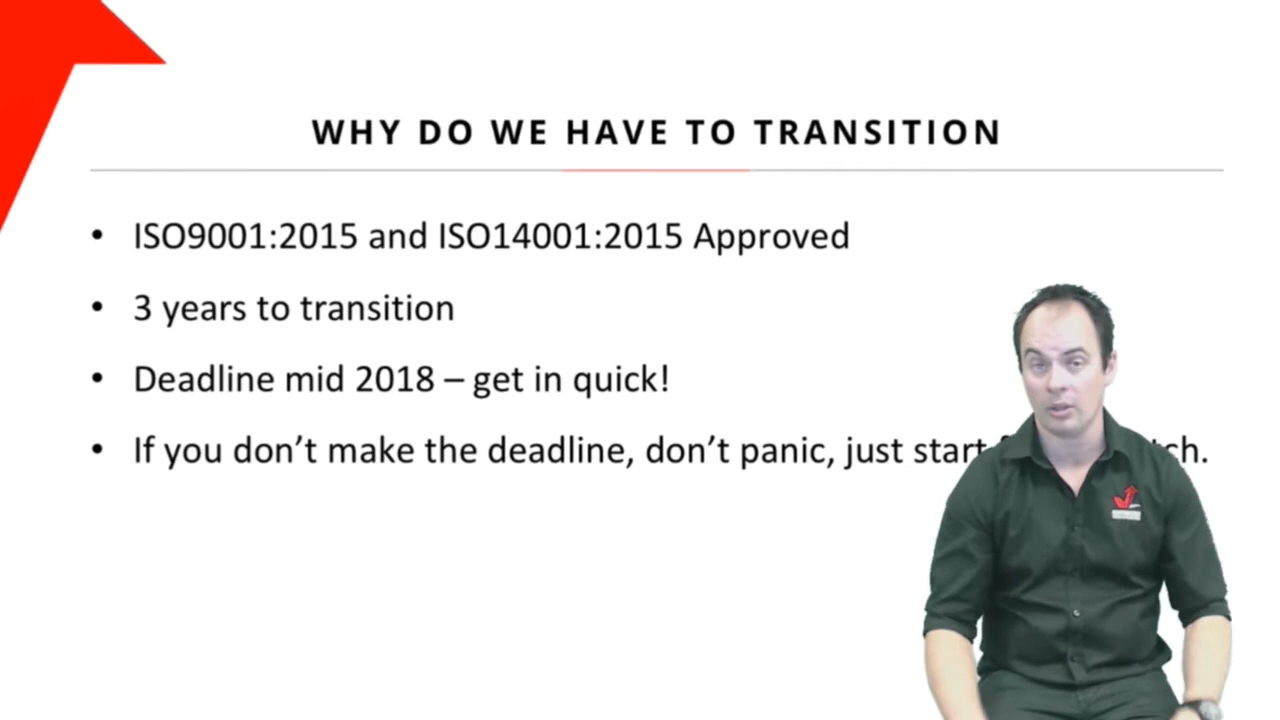 WHY DO WE HAVE TO TRANSITION
• ISO9001:2015 and ISO14001:2015 Approved
• 3 years to transition
• Deadline mid 2018 – get in quick!
• If you don't make the deadline, don't panic, just start